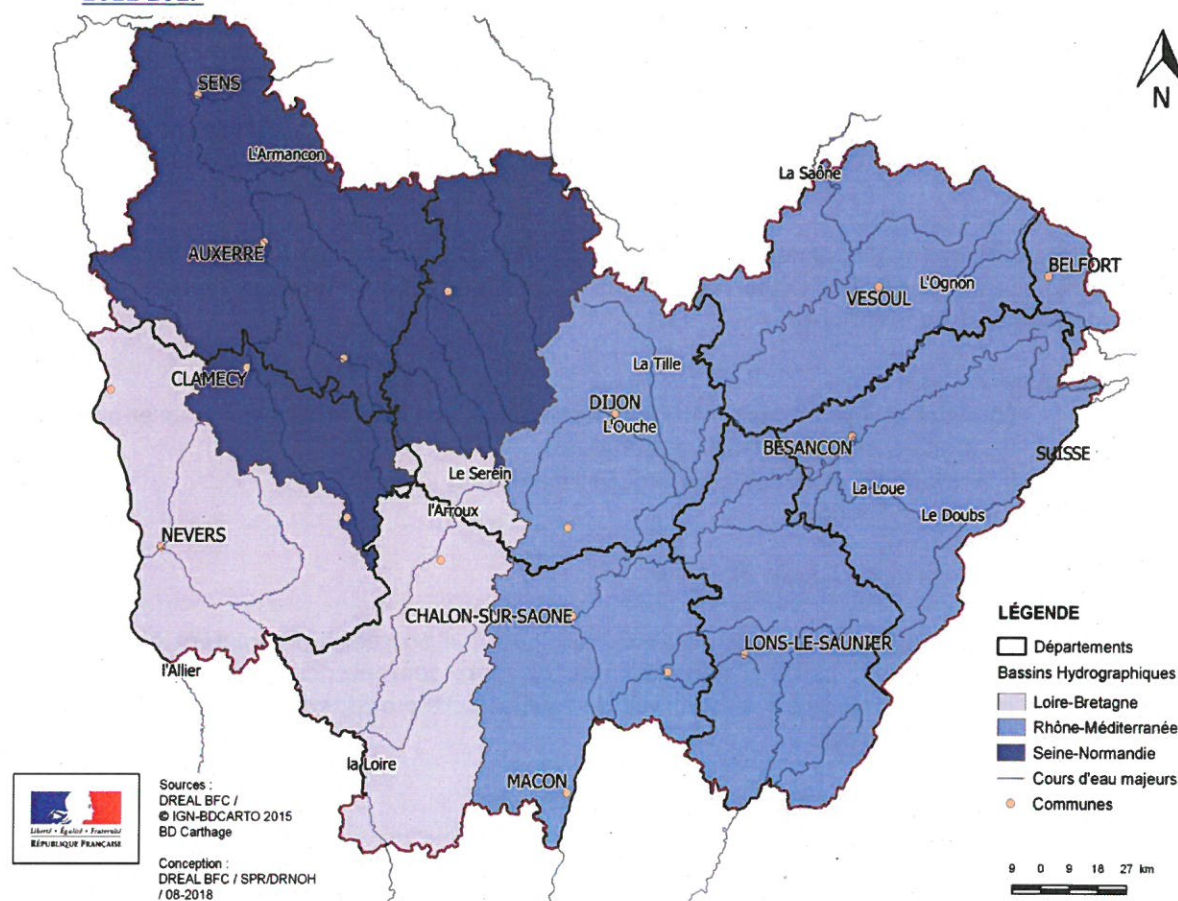 SENS
L'Armancon
La Saône
AUXERRE
BELFORT
L'Ognon
VESOUL
La Tille
CLAMECY
DIJON
L'Ouche
BESANCON
SUISSE
Le Serein
La Loue
l'Arroux
Le Doubs
NEVERS
CHALON-SUR-SAONE
LONS-LE-SAUNIER
l'Allier
la Loire
MACON
N
LÉGENDE
Départements
Bassins Hydrographiques
Loire-Bretagne
Rhône-Méditerranée
Seine-Normandie
Cours d'eau majeurs
Communes
9 0 9 18 27 km
Liberté • Égalité • Fraternité
RÉPUBLIQUE FRANÇAISE
Sources :
DREAL BFC /
© IGN-BDCARTO 2015
BD Carthage
Conception :
DREAL BFC / SPR/DRNOH
/ 08-2018